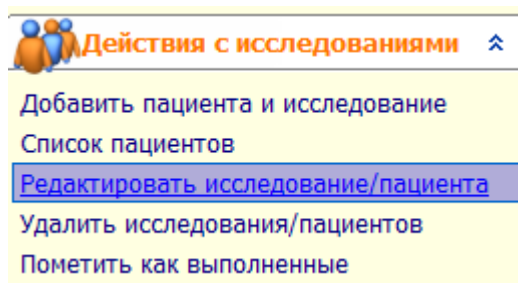 Действия с исследованиями
Добавить пациента и исследование
Список пациентов
Редактировать исследование/пациента
Удалить исследования/пациентов
Пометить как выполненные